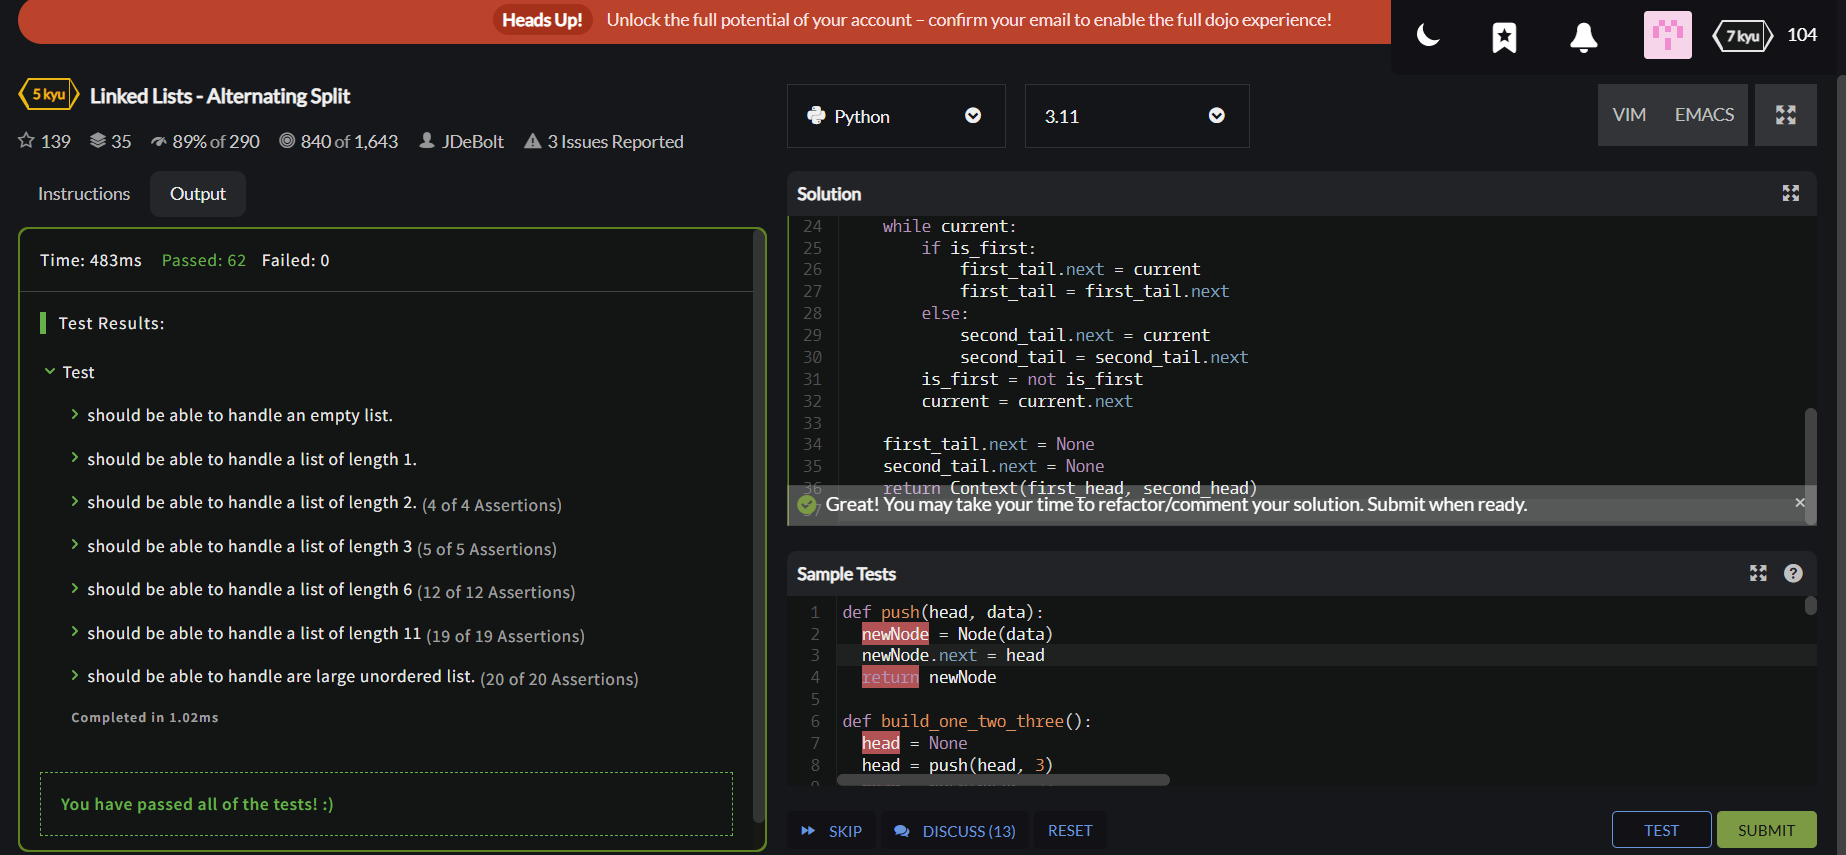 Heads Up! Unlock the full potential of your account – confirm your email to enable the full dojo experience!
7 kyu 104
5 kyu Linked Lists - Alternating Split
139 35 89% of 290 840 of 1,643 JDeBolt 3 Issues Reported
Python 3.11 VIM EMACS
Instructions Output
Time: 483ms Passed: 62 Failed: 0
Test Results:
Test
should be able to handle an empty list.
should be able to handle a list of length 1.
should be able to handle a list of length 2. (4 of 4 Assertions)
should be able to handle a list of length 3 (5 of 5 Assertions)
should be able to handle a list of length 6 (12 of 12 Assertions)
should be able to handle a list of length 11 (19 of 19 Assertions)
should be able to handle are large unordered list. (20 of 20 Assertions)
Completed in 1.02ms
You have passed all of the tests! :)
Solution
24 while current:
25 if is_first:
26 first_tail.next = current
27 first_tail = first_tail.next
28 else:
29 second_tail.next = current
30 second_tail = second_tail.next
31 is_first = not is_first
32 current = current.next
33
34 first_tail.next = None
35 second_tail.next = None
36 return Context(first_head, second_head)
37
Great! You may take your time to refactor/comment your solution. Submit when ready. ×
Sample Tests ?
1 def push(head, data):
2 newNode = Node(data)
3 newNode.next = head
4 return newNode
5
6 def build_one_two_three():
7 head = None
8 head = push(head, 3)
SKIP DISCUSS (13) RESET TEST SUBMIT